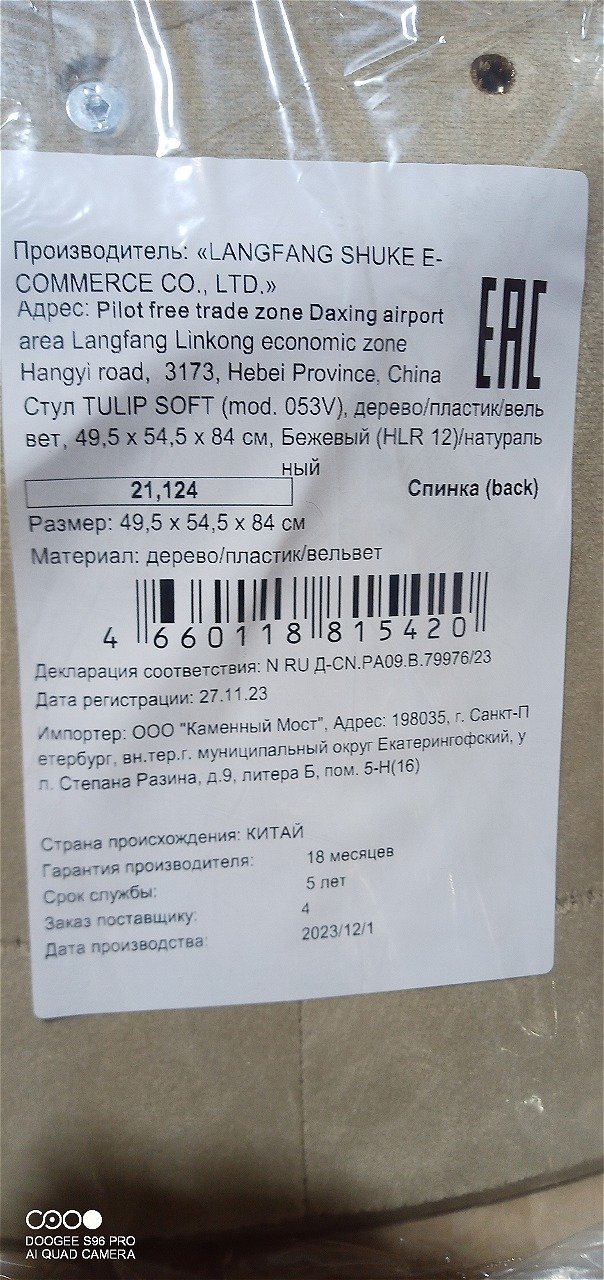 Производитель: «LANGFANG SHUKE E-
COMMERCE CO., LTD.»
Адрес: Pilot free trade zone Daxing airport
area Langfang Linkong economic zone
Hangyi road, 3173, Hebei Province, China
EAC
Стул TULIP SOFT (mod. 053V), дерево/пластик/вель
вет, 49,5 x 54,5 x 84 см, Бежевый (HLR 12)/натураль
ный
21,124
Спинка (back)
Размер: 49,5 x 54,5 x 84 см
Материал: дерево/пластик/вельвет
4 660118 815420
Декларация соответствия: N RU Д-CN.РА09.В.79976/23
Дата регистрации: 27.11.23
Импортер: ООО "Каменный Мост", Адрес: 198035, г. Санкт-П
етербург, вн.тер.г. муниципальный округ Екатерингофский, у
л. Степана Разина, д.9, литера Б, пом. 5-Н(16)
Страна происхождения: КИТАЙ
Гарантия производителя: 18 месяцев
Срок службы: 5 лет
Заказ поставщику: 4
Дата производства: 2023/12/1
DOOGEE S96 PRO
AI QUAD CAMERA